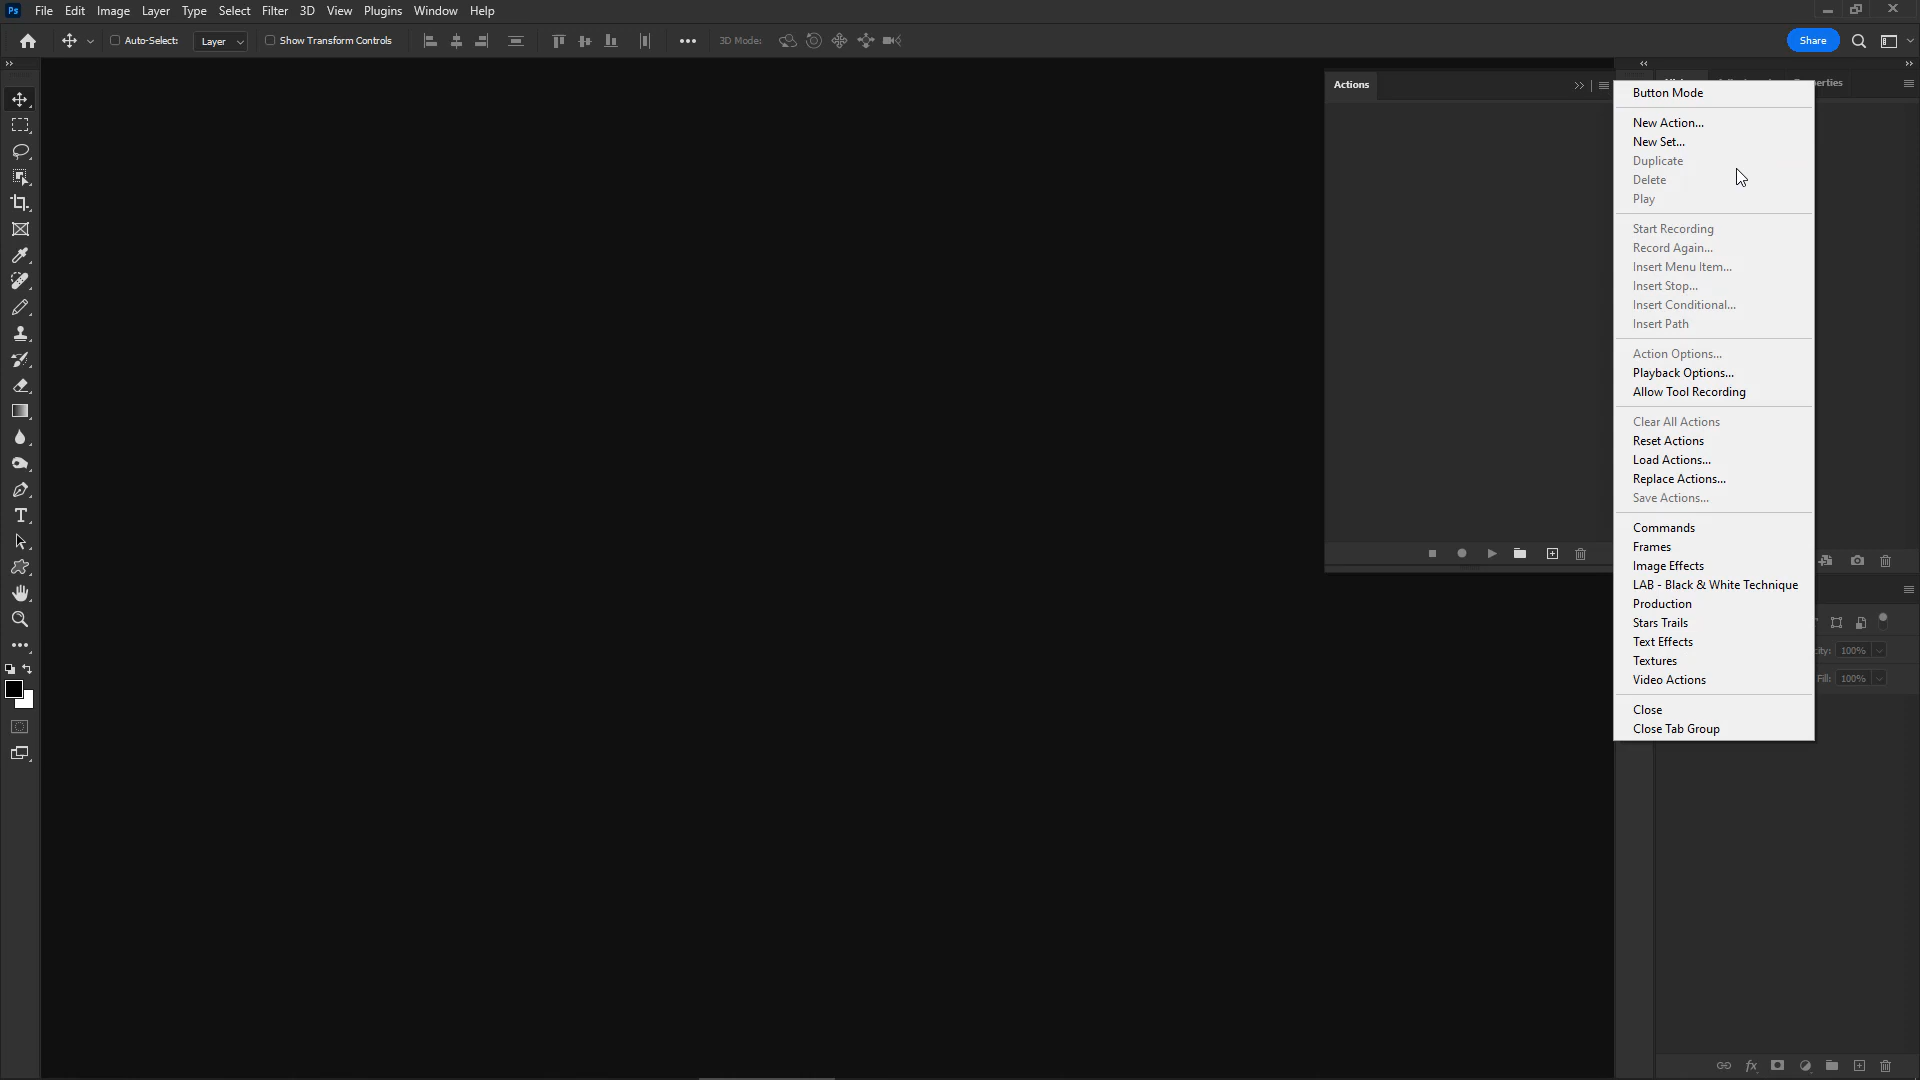 Ps File Edit Image Layer Type Select Filter 3D View Plugins Window Help
Auto-Select: Layer Show Transform Controls 3D Mode: Share
Actions
Button Mode
New Action...
New Set...
Duplicate
Delete
Play
Start Recording
Record Again...
Insert Menu Item...
Insert Stop...
Insert Conditional...
Insert Path
Action Options...
Playback Options...
Allow Tool Recording
Clear All Actions
Reset Actions
Load Actions...
Replace Actions...
Save Actions...
Commands
Frames
Image Effects
LAB - Black & White Technique
Production
Stars Trails
Text Effects
Textures
Video Actions
Close
Close Tab Group
perties
city: 100%
Fill: 100%
fx